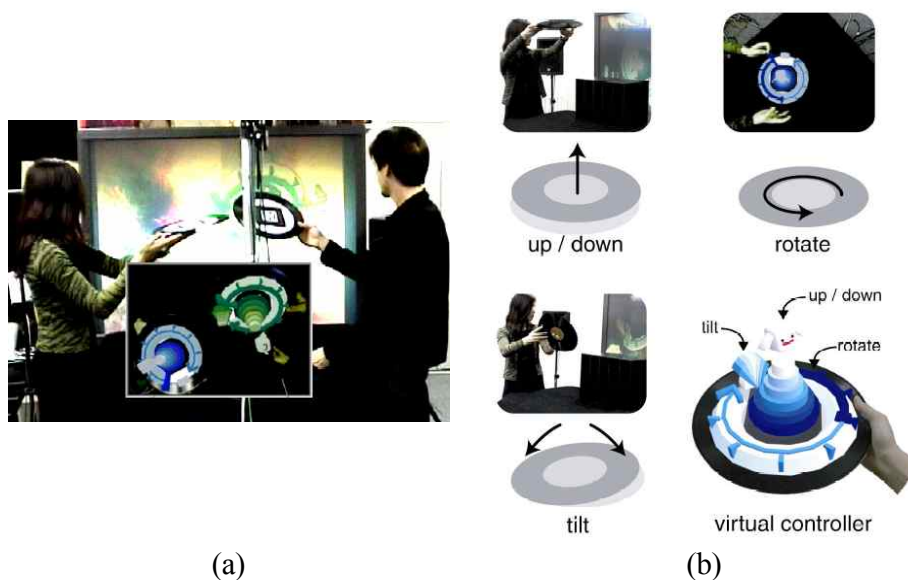 up / down
rotate
up / down
tilt
rotate
tilt
virtual controller
(a)
(b)